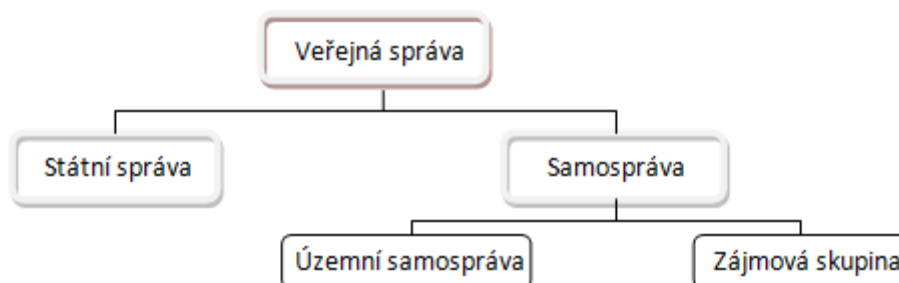 Veřejná správa
Státní správa
Samospráva
Územní samospráva
Zájmová skupina